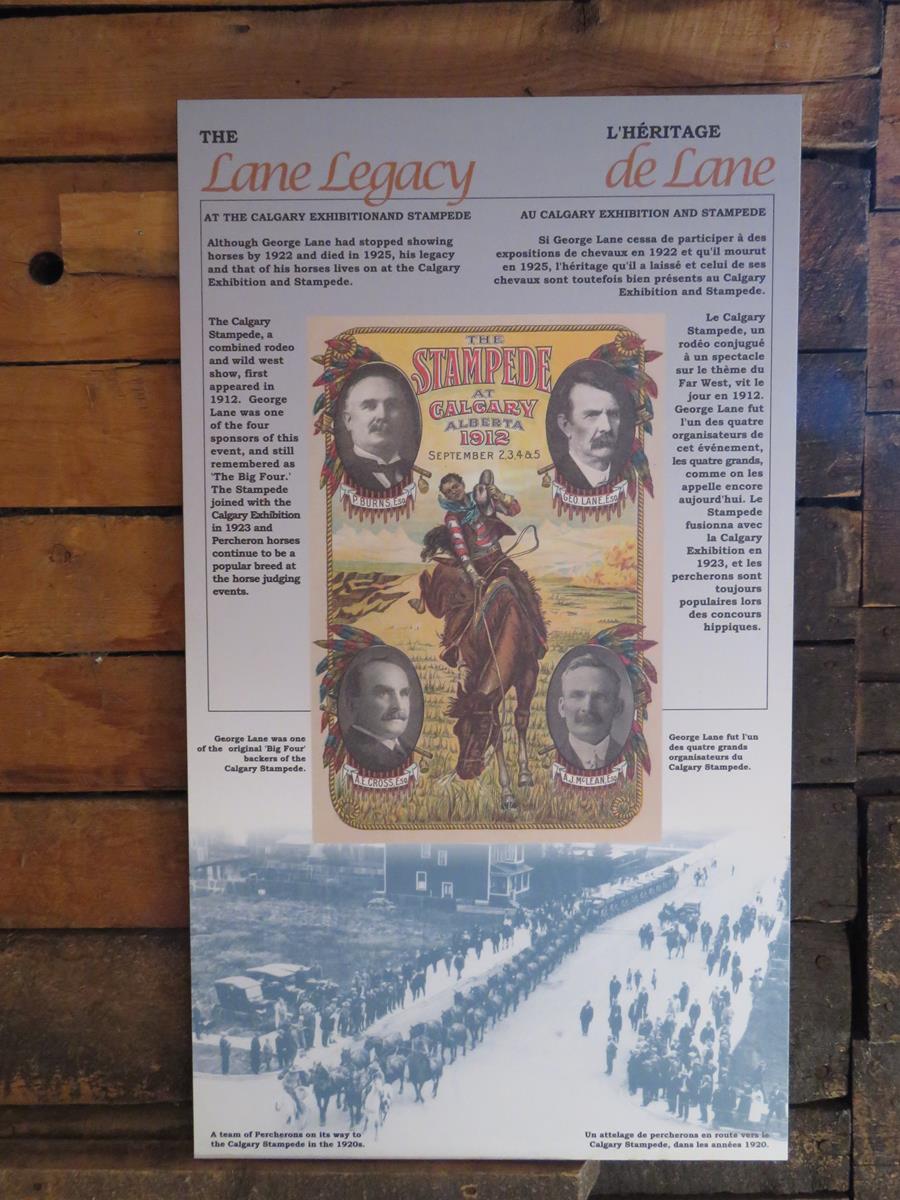 THE
Lane Legacy
AT THE CALGARY EXHIBITIONAND STAMPEDE
Although George Lane had stopped showing
horses by 1922 and died in 1925, his legacy
and that of his horses lives on at the Calgary
Exhibition and Stampede.
The Calgary
Stampede, a
combined rodeo
and wild west
show, first
appeared in
1912. George
Lane was one
of the four
sponsors of this
event, and still
remembered as
'The Big Four.'
The Stampede
joined with the
Calgary Exhibition
in 1923 and
Percheron horses
continue to be a
popular breed at
the horse judging
events.
L'HÉRITAGE
de Lane
AU CALGARY EXHIBITION AND STAMPEDE
Si George Lane cessa de participer à des
expositions de chevaux en 1922 et qu'il mourut
en 1925, l'héritage qu'il a laissé et celui de ses
chevaux sont toutefois bien présents au Calgary
Exhibition and Stampede.
Le Calgary
Stampede, un
rodéo conjugué
à un spectacle
sur le thème du
Far West, vit le
jour en 1912.
George Lane fut
l'un des quatre
organisateurs de
cet événement,
les quatre grands,
comme on les
appelle encore
aujourd'hui. Le
Stampede
fusionna avec
la Calgary
Exhibition en
1923, et les
percherons sont
toujours
populaires lors
des concours
hippiques.
THE
STAMPEDE
AT
CALGARY
ALBERTA
1912
SEPTEMBER 2,3,4&5
P. BURNS, ESQ
GEO. LANE, ESQ
A.E. CROSS, ESQ
A.J. McLEAN, ESQ
George Lane was one
of the original 'Big Four'
backers of the
Calgary Stampede.
George Lane fut l'un
des quatre grands
organisateurs du
Calgary Stampede.
A team of Percherons on its way to
the Calgary Stampede in the 1920s.
Un attelage de percherons en route vers le
Calgary Stampede, dans les années 1920.